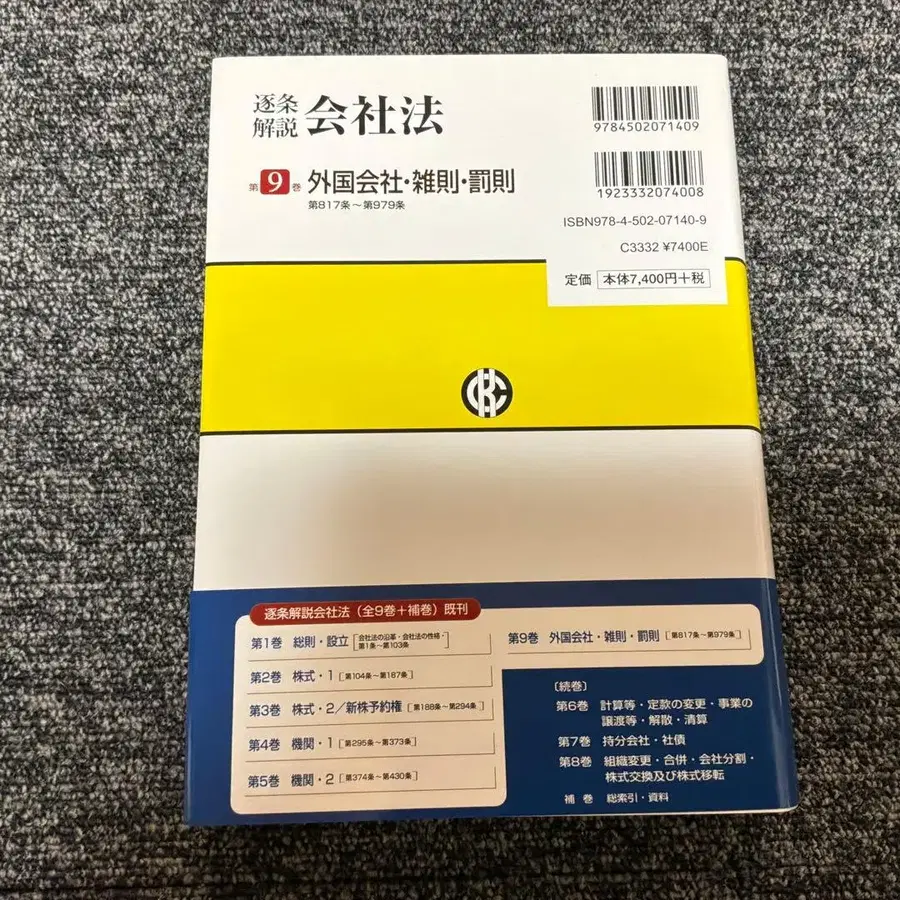 逐条
解説 会社法
第9巻 外国会社・雑則・罰則
第817条〜第979条
9784502071409
1923332074008
ISBN978-4-502-07140-9
C3332 ¥7400E
定価 本体7,400円+税
逐条解説会社法(全9巻+補巻)既刊
第1巻 総則・設立 [会社法の沿革・会社法の性格・
第1条〜第103条
第2巻 株式・1 [第104条〜第187条]
第3巻 株式・2/新株予約権 [第188条〜第294条]
第4巻 機関・1 [第295条〜第373条]
第5巻 機関・2 [第374条〜第430条]
第9巻 外国会社・雑則・罰則 [第817条〜第979条]
〔続巻〕
第6巻 計算等・定款の変更・事業の
譲渡等・解散・清算
第7巻 持分会社・社債
第8巻 組織変更・合併・会社分割・
株式交換及び株式移転
補巻 総索引・資料